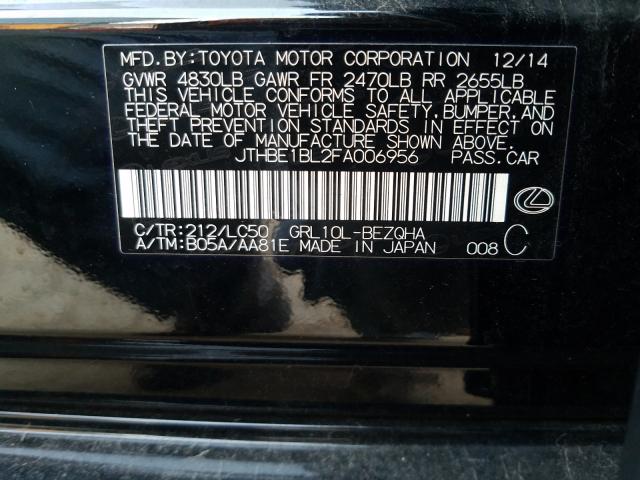 MFD.BY:TOYOTA MOTOR CORPORATION 12/14
GVWR 4830LB GAWR FR 2470LB RR 2655LB
THIS VEHICLE CONFORMS TO ALL APPLICABLE
FEDERAL MOTOR VEHICLE SAFETY,BUMPER,AND
THEFT PREVENTION STANDARDS IN EFFECT ON
THE DATE OF MANUFACTURE SHOWN ABOVE.
JTHBE1BL2FA006956 PASS.CAR
C/TR:212/LC50 GRL10L-BEZQHA
A/TM:B05A/AA81E MADE IN JAPAN 008 C